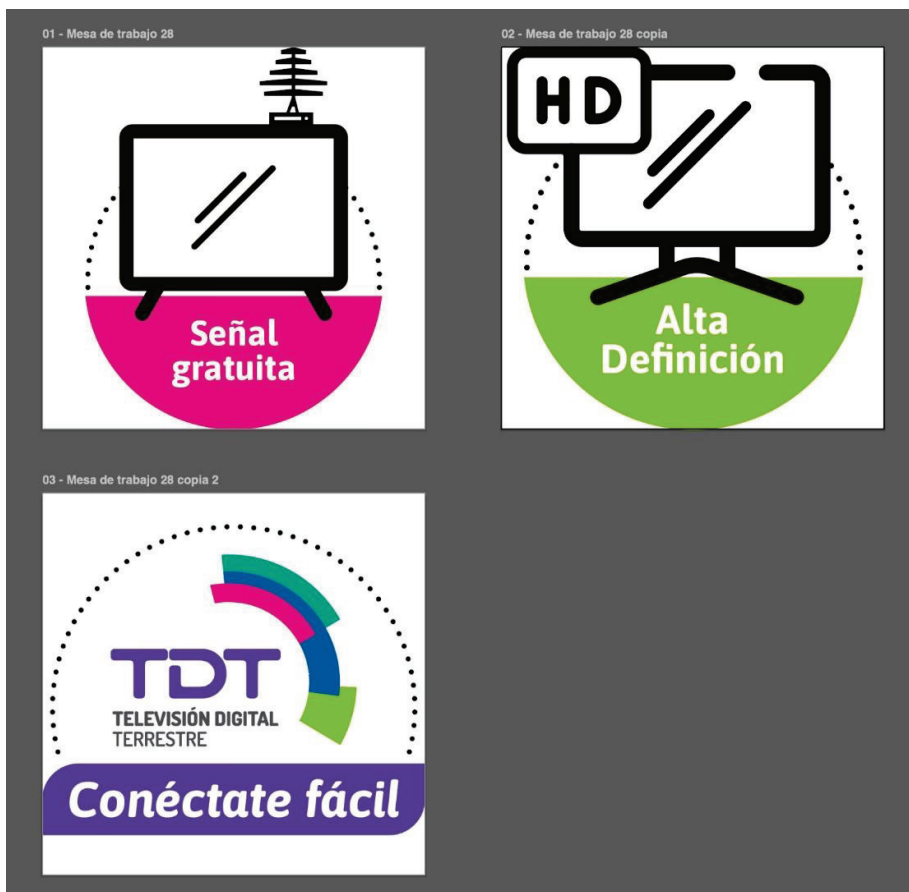 01 - Mesa de trabajo 28
Señal
gratuita
02 - Mesa de trabajo 28 copia
HD
Alta
Definición
03 - Mesa de trabajo 28 copia 2
TDT
TELEVISIÓN DIGITAL
TERRESTRE
Conéctate fácil